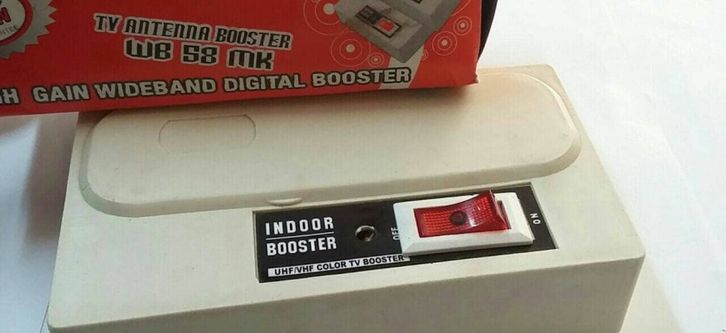 TV ANTENNA BOOSTER
WB 58 MK
GAIN WIDEBAND DIGITAL BOOSTER
INDOOR
BOOSTER
UHF/VHF COLOR TV BOOSTER
OFF
ON